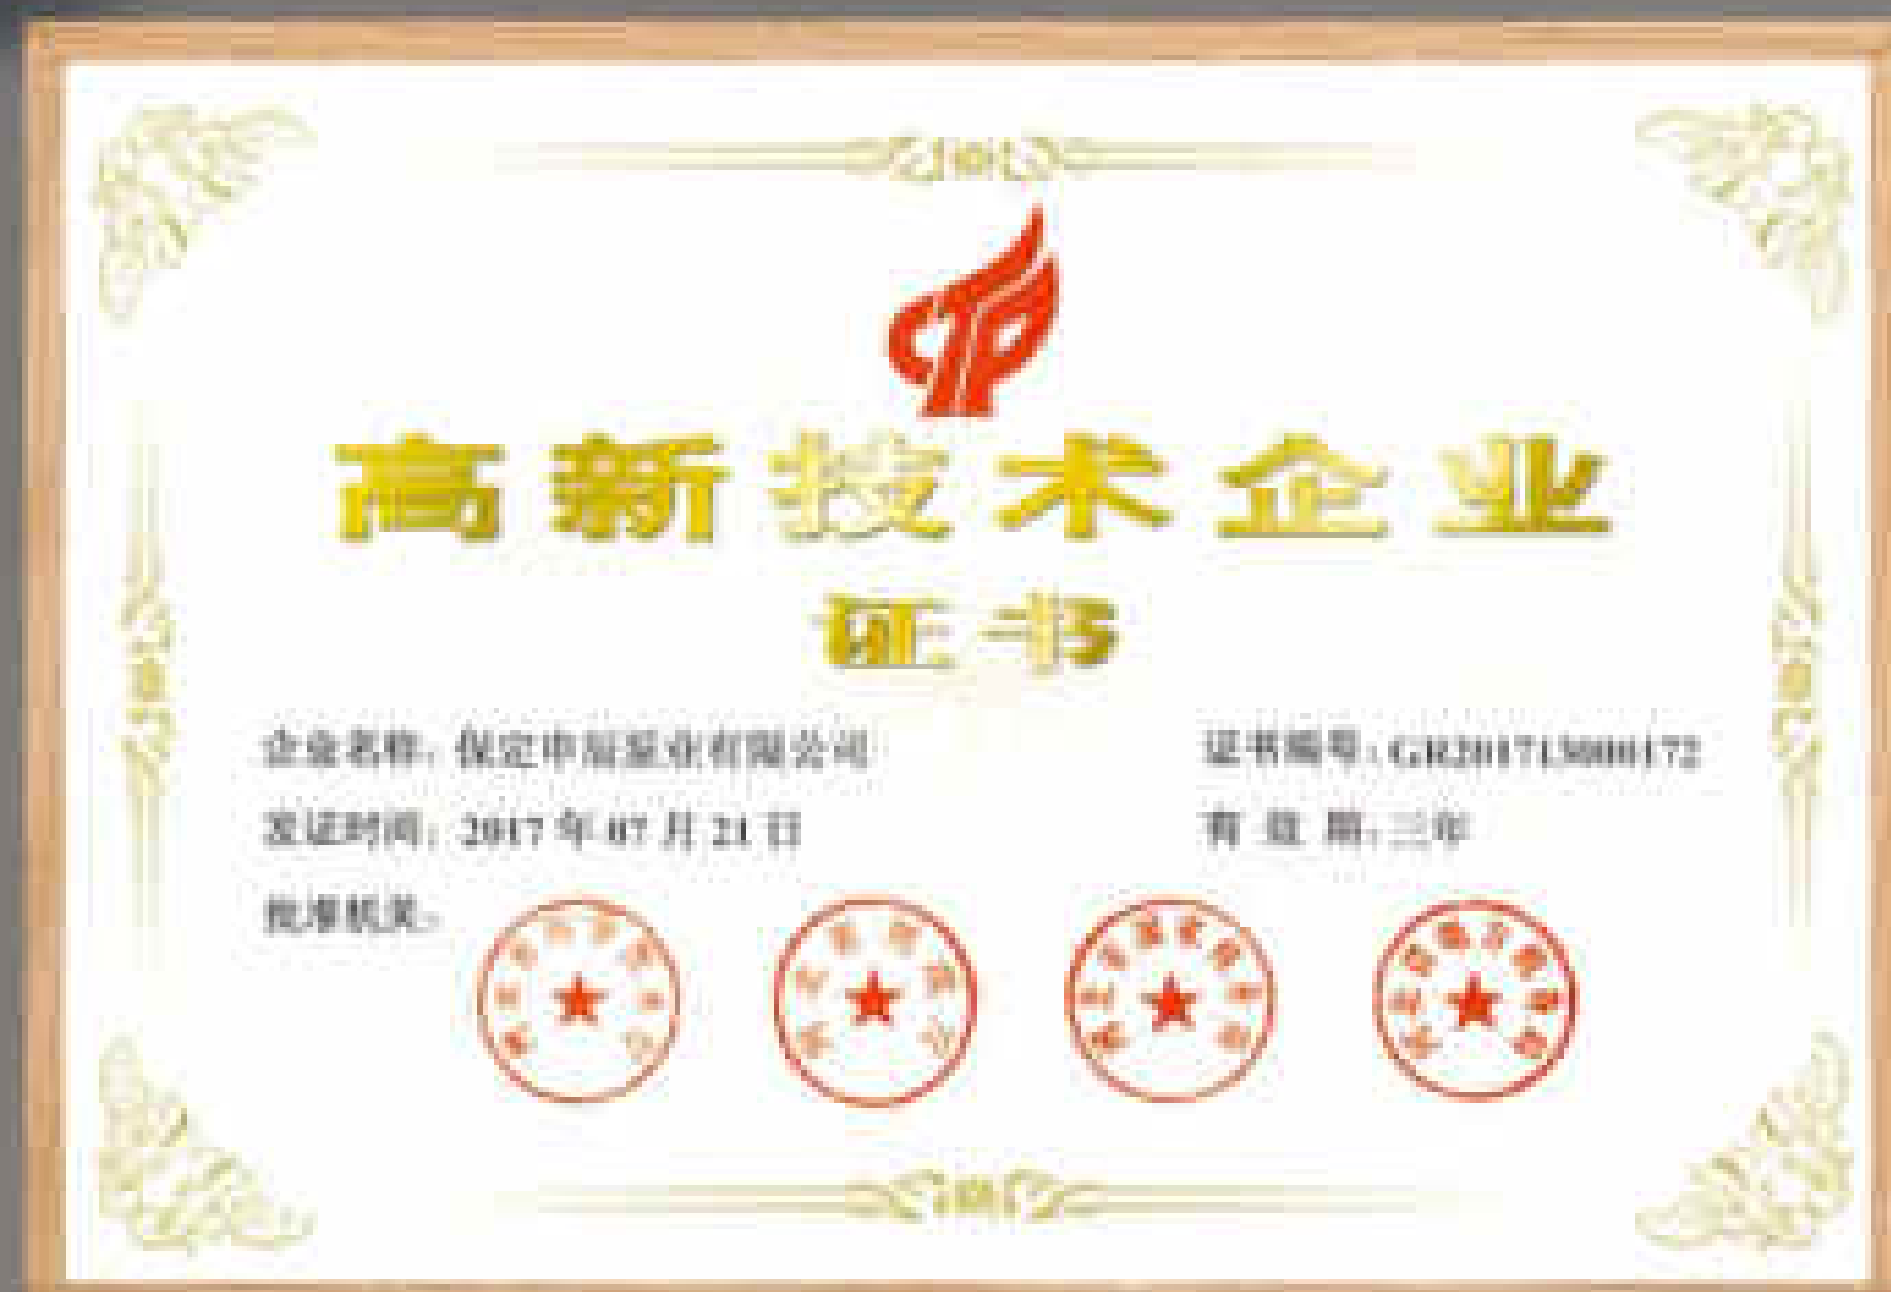 高新技术企业
证书
企业名称：保定申辰泵业有限公司
证书编号：GR201713000172
发证时间：2017年07月21日
有效期：三年
批准机关：